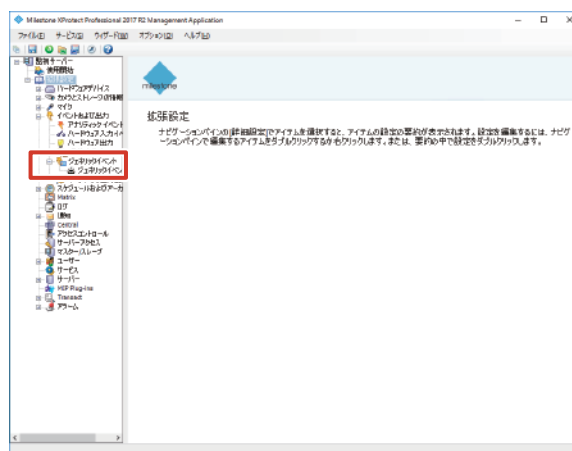 Milestone XProtect Professional 2017 R2 Management Application
ファイル(F) サービス(S) ウィザード(W) オプション(O) ヘルプ(H)
監視サーバー
使用開始
ハードウェアデバイス
カメラとストレージの情報
マイク
イベントおよび出力
アナリティクイベント
ハードウェア入力イベ
ハードウェア出力
ジェネリックイベント
ジェネリックイベン
スケジュールおよびアーカ
Matrix
ログ
通知
Central
アクセスコントロール
サーバーアクセス
マスター/スレーブ
ユーザー
サービス
サーバー
MIP Plug-ins
Transact
アラーム
milestone
拡張設定
ナビゲーションペインの[詳細設定]でアイテムを選択すると、アイテムの設定の要約が表示されます。設定を編集するには、ナビゲ
ーションペインで編集するアイテムをダブルクリックするか右クリックします。または、要約の中で設定をダブルクリックします。